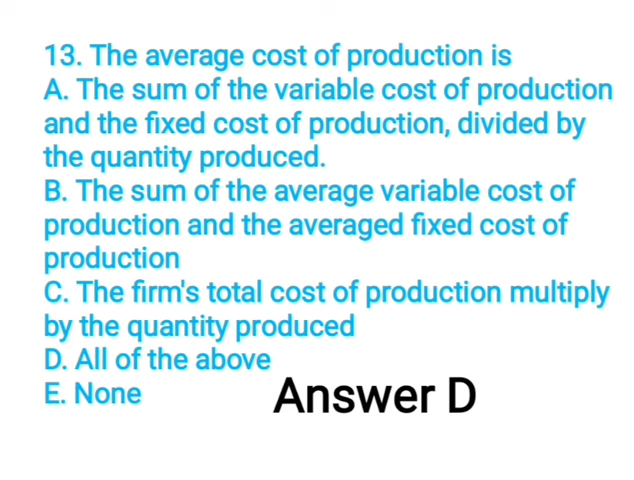 13. The average cost of production is
A. The sum of the variable cost of production
and the fixed cost of production, divided by
the quantity produced.
B. The sum of the average variable cost of
production and the averaged fixed cost of
production
C. The firm's total cost of production multiply
by the quantity produced
D. All of the above
E. None
Answer D